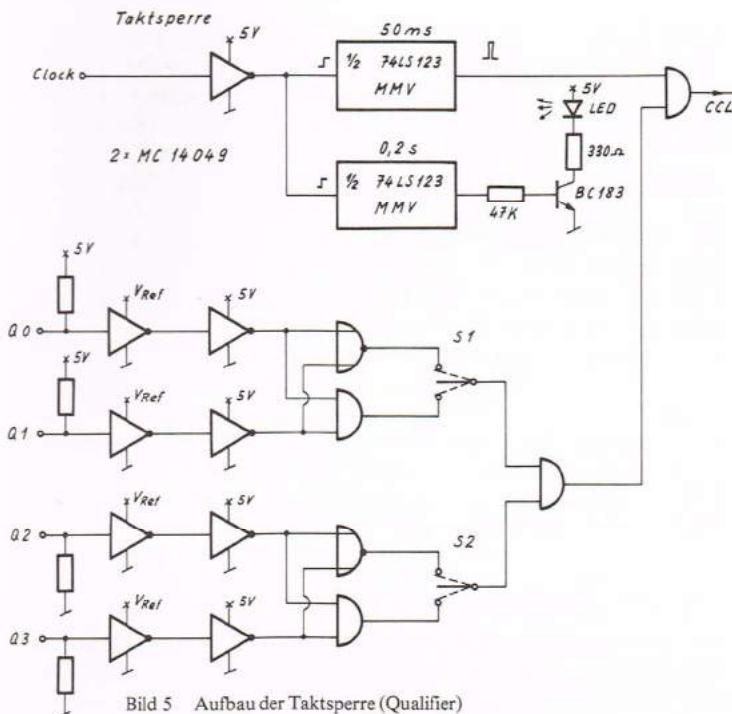 Taktsperre
5V
Clock
50ms
½ 74LS123
MMV
5V
LED
CCL
2= MC 14049
0,2 s
½ 74LS123
MMV
330Ω
47K
BC183
5V
VRef
5V
Q0
S1
5V
VRef
5V
Q1
VRef
5V
Q2
S2
VRef
5V
Q3
Bild 5 Aufbau der Taktsperre (Qualifier)